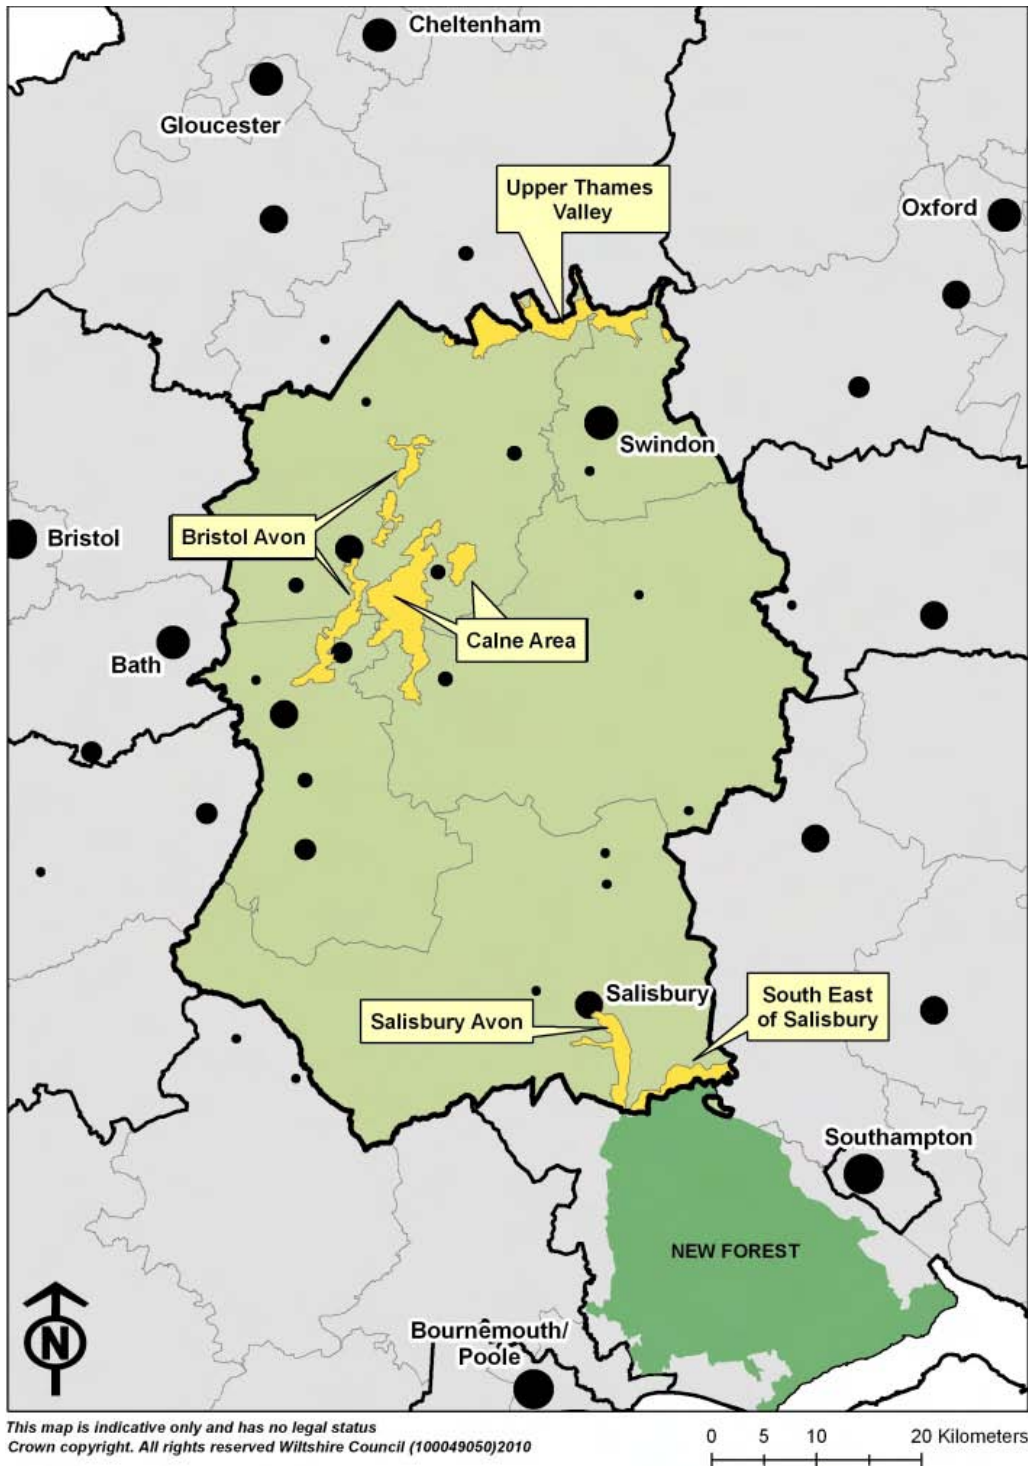 Cheltenham
Gloucester
Upper Thames
Valley
Oxford
Swindon
Bristol Avon
Bristol
Calne Area
Bath
Salisbury
South East
of Salisbury
Salisbury Avon
Southampton
NEW FOREST
N
Bournemouth/
Poole
This map is indicative only and has no legal status
Crown copyright. All rights reserved Wiltshire Council (100049050)2010
0 5 10 20 Kilometers